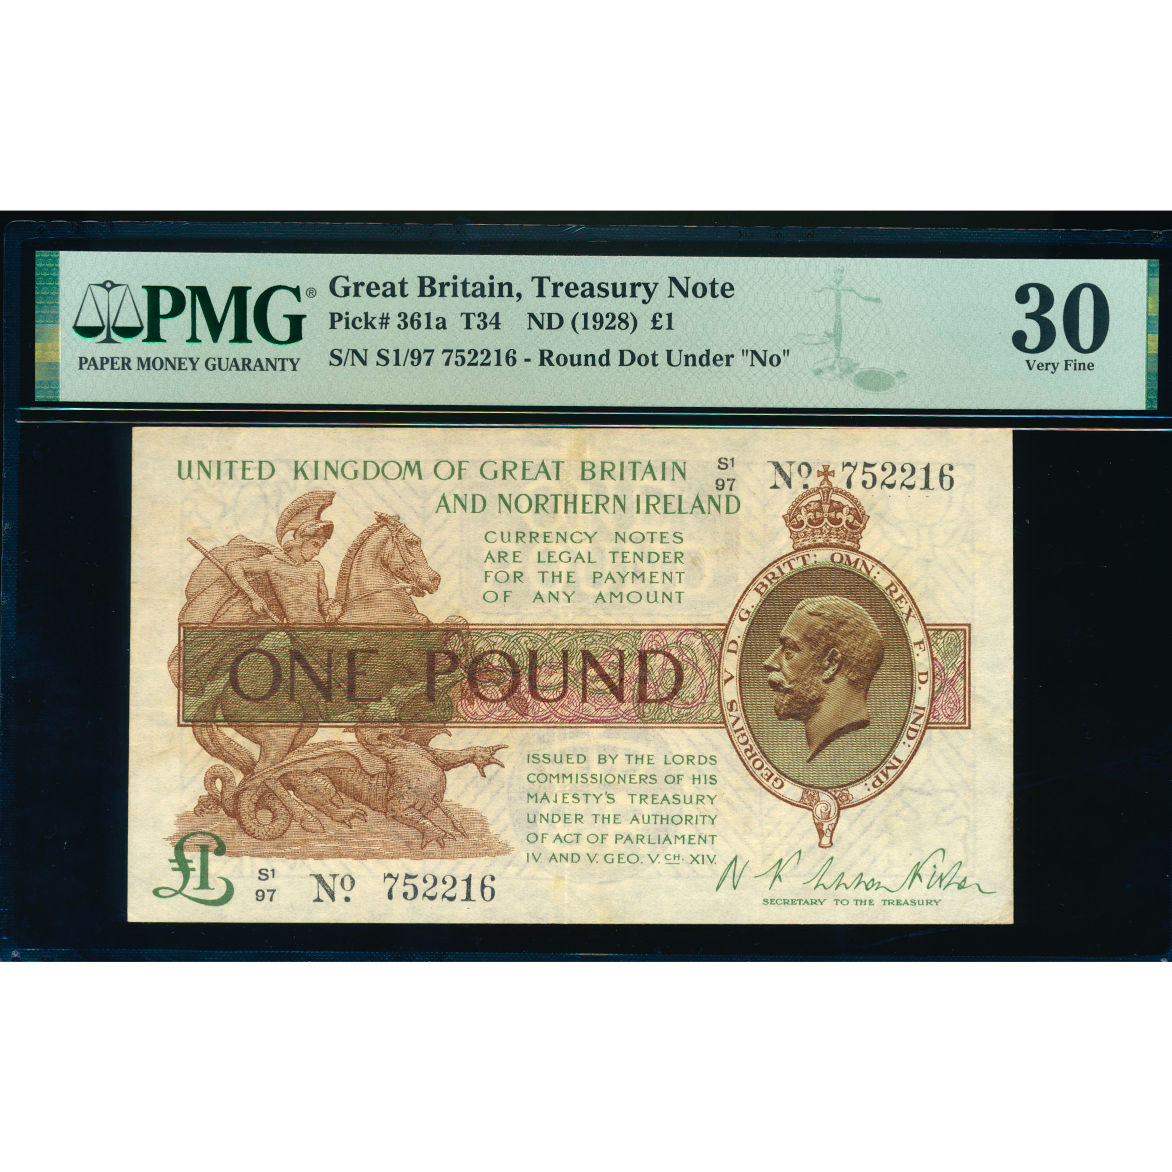 PMG®
PAPER MONEY GUARANTY
Great Britain, Treasury Note
Pick# 361a T34 ND (1928) £1
S/N S1/97 752216 - Round Dot Under "No"
30
Very Fine
UNITED KINGDOM OF GREAT BRITAIN
AND NORTHERN IRELAND
S1
97
Nº 752216
CURRENCY NOTES
ARE LEGAL TENDER
FOR THE PAYMENT
OF ANY AMOUNT
ONE POUND
GEORGIVS V D. G. BRITT: OMN: REX F. D. IND: IMP:
ISSUED BY THE LORDS
COMMISSIONERS OF HIS
MAJESTY'S TREASURY
UNDER THE AUTHORITY
OF ACT OF PARLIAMENT
IV. AND V. GEO. V. CH. XIV.
£1
S1
97
Nº 752216
SECRETARY TO THE TREASURY